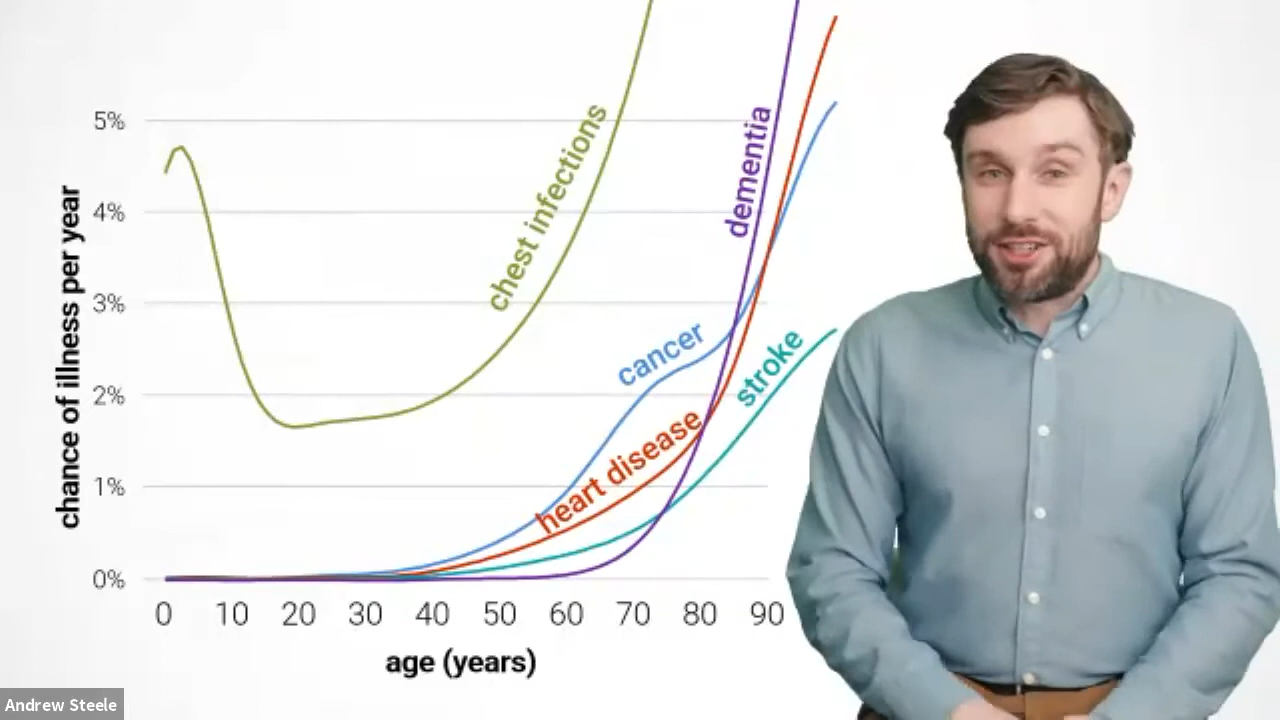 5%
4%
3%
2%
1%
0%
chance of illness per year
chest infections
dementia
cancer
stroke
heart disease
0 10 20 30 40 50 60 70 80 90
age (years)
Andrew Steele